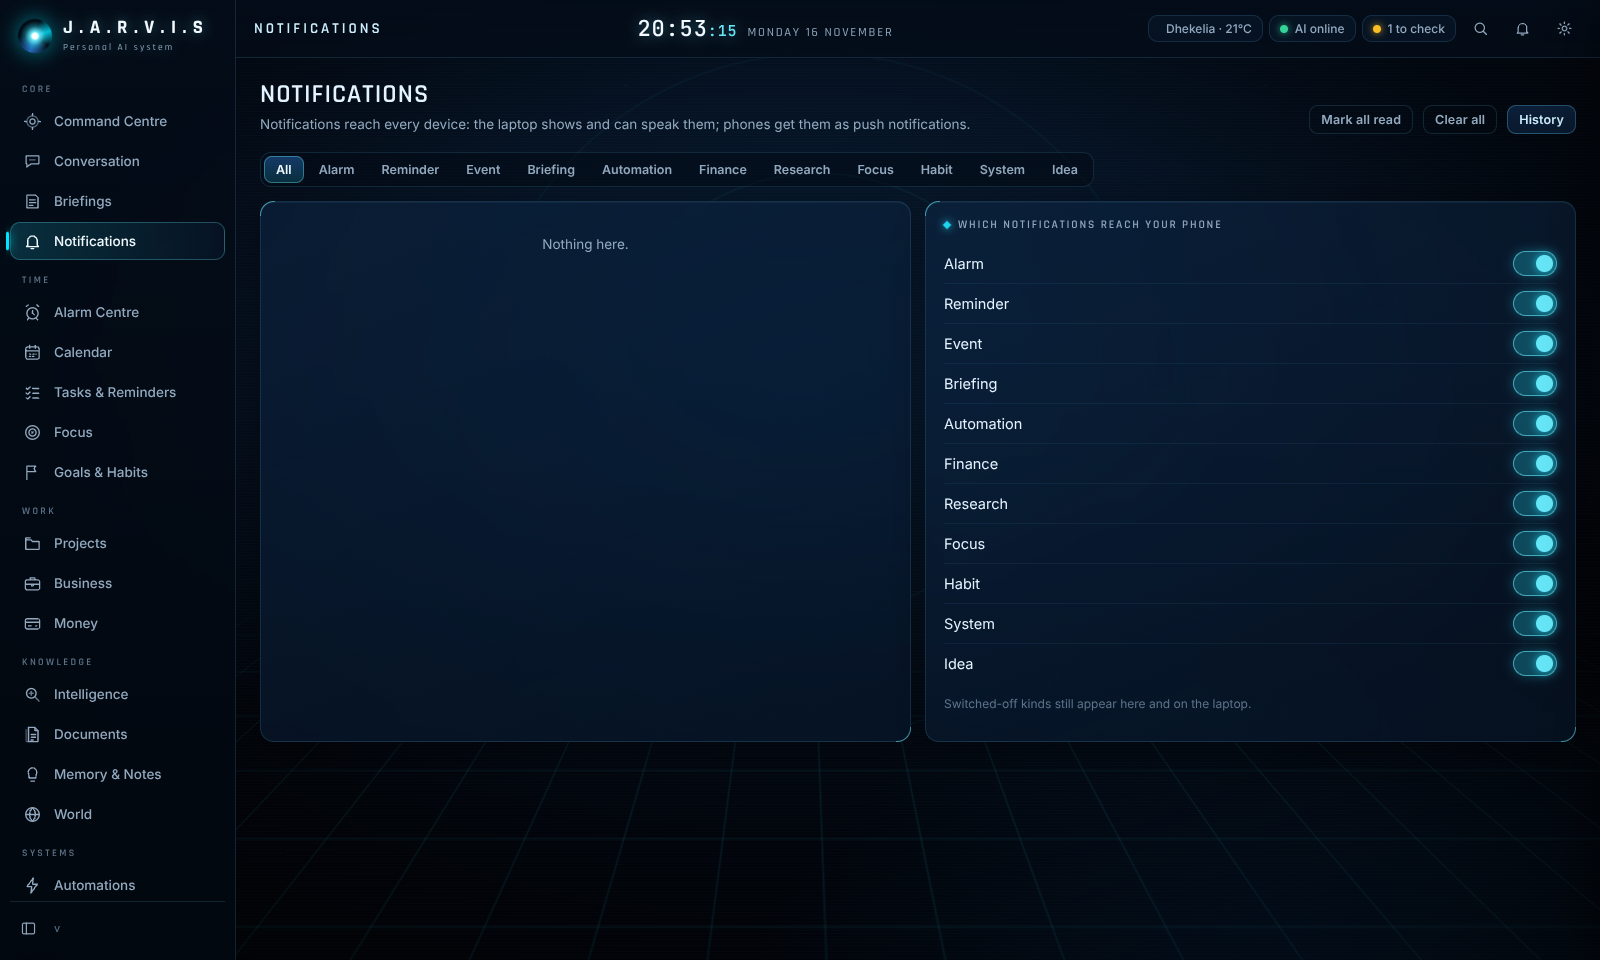 J.A.R.V.I.S
Personal AI system
CORE
Command Centre
Conversation
Briefings
Notifications
TIME
Alarm Centre
Calendar
Tasks & Reminders
Focus
Goals & Habits
WORK
Projects
Business
Money
KNOWLEDGE
Intelligence
Documents
Memory & Notes
World
SYSTEMS
Automations
v
NOTIFICATIONS
20:53:15 MONDAY 16 NOVEMBER
Dhekelia · 21°C
AI online
1 to check
NOTIFICATIONS
Notifications reach every device: the laptop shows and can speak them; phones get them as push notifications.
Mark all read
Clear all
History
All Alarm Reminder Event Briefing Automation Finance Research Focus Habit System Idea
Nothing here.
WHICH NOTIFICATIONS REACH YOUR PHONE
Alarm
Reminder
Event
Briefing
Automation
Finance
Research
Focus
Habit
System
Idea
Switched-off kinds still appear here and on the laptop.